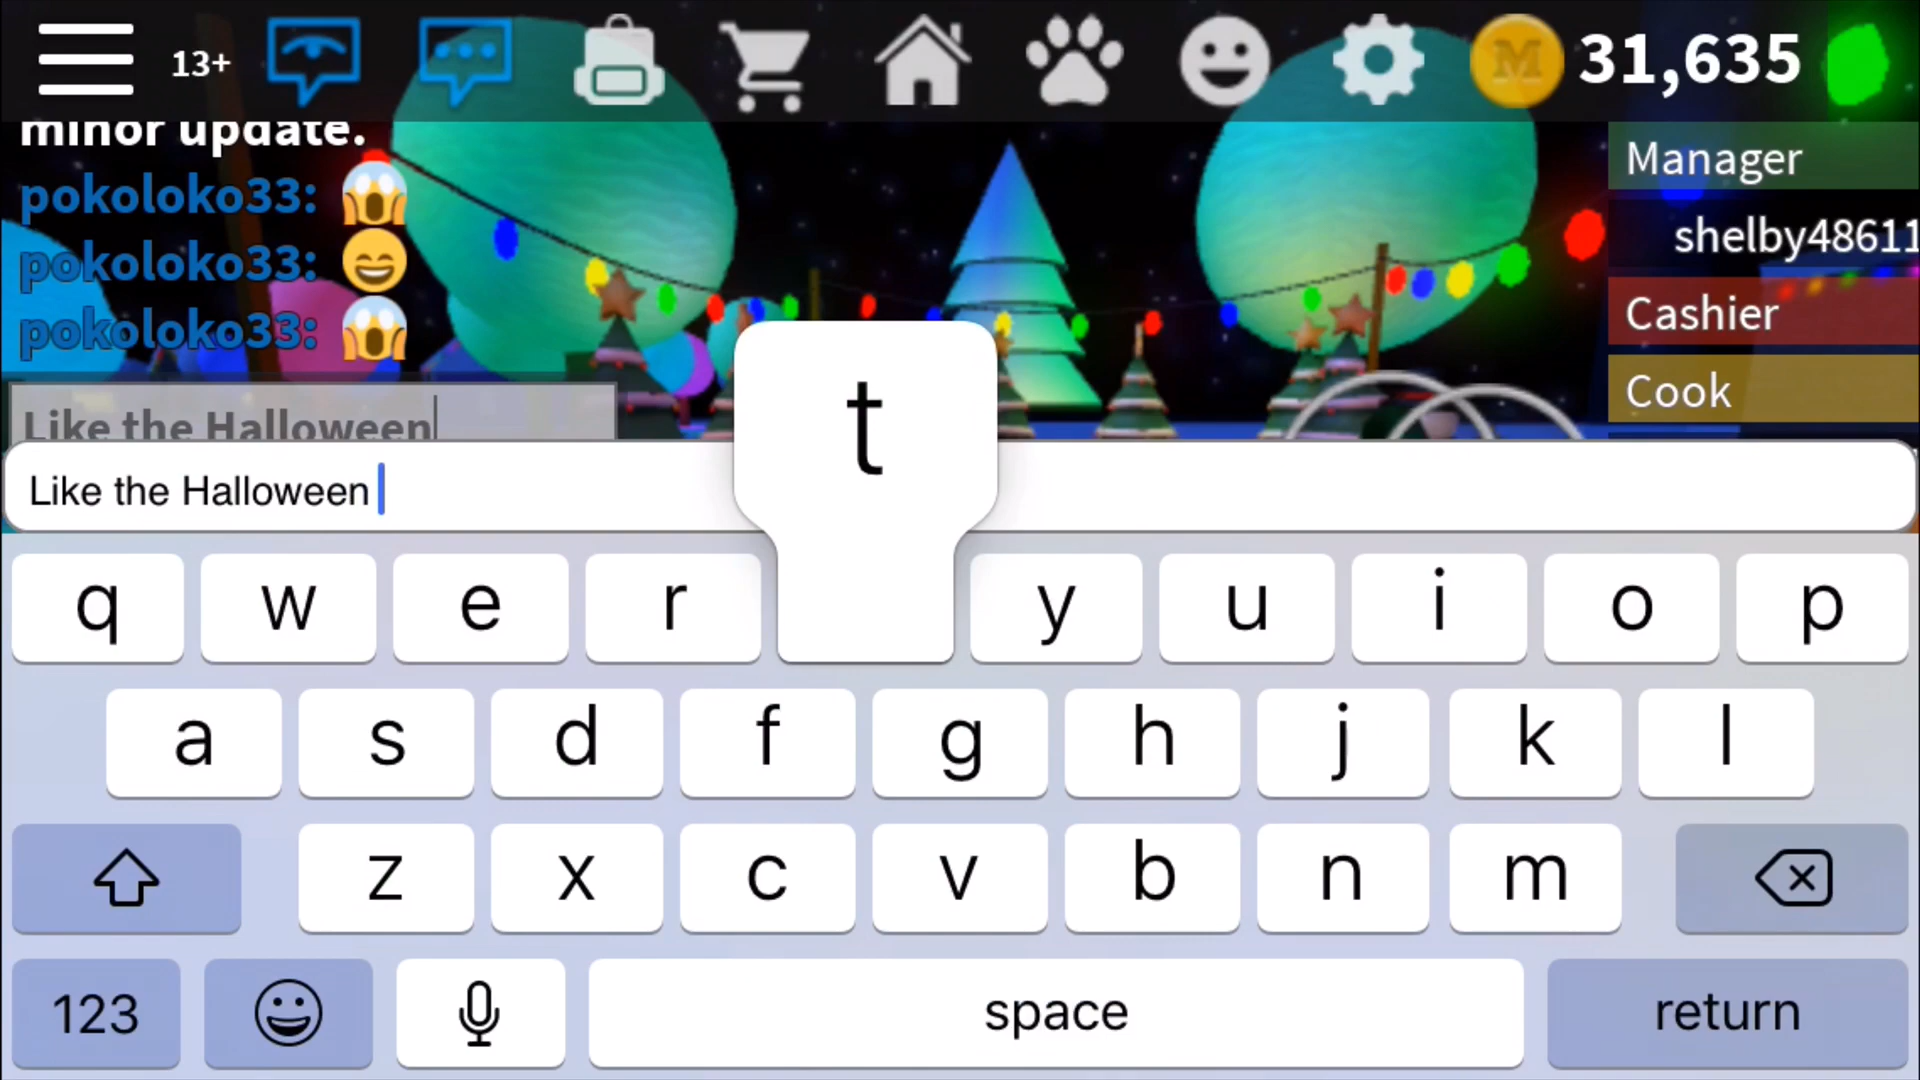 13+
M
31,635
minor update.
Manager
pokoloko33: 😱
shelby48611
pokoloko33: 😄
Cashier
pokoloko33: 😱
Cook
Like the Halloween
Like the Halloween
t
q w e r y u i o p
a s d f g h j k l
z x c v b n m
123 space return